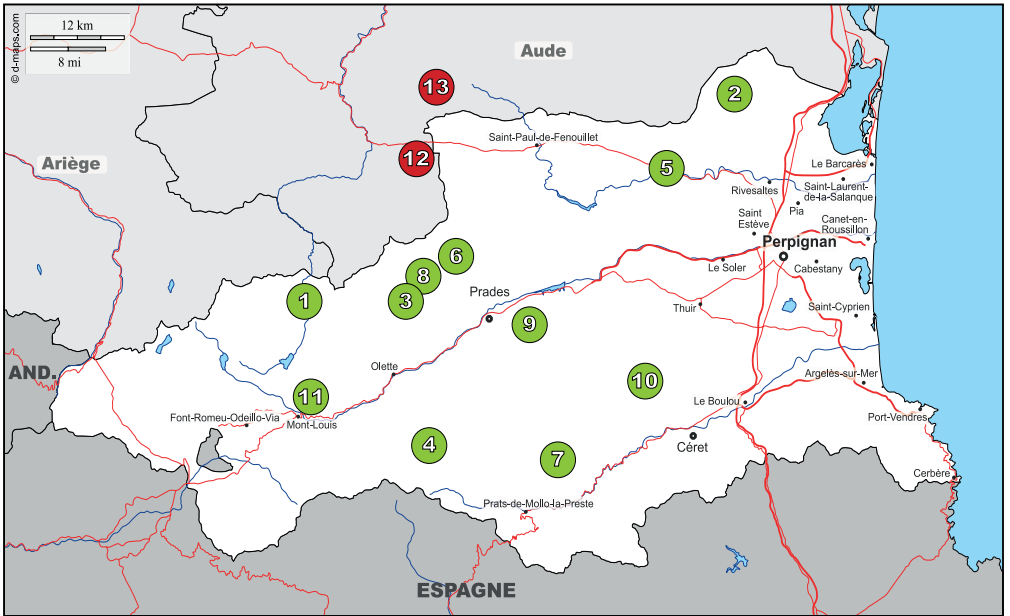 12 km
8 mi
© d-maps.com
Aude
13
2
Saint-Paul-de-Fenouillet
12
Ariège
5
Le Barcarès
Rivesaltes
Saint-Laurent-
de-la-Salanque
Pia
Saint
Estève
Canet-en-
Roussillon
Perpignan
6
Le Soler
Cabestany
8
1
3
Prades
Thuir
Saint-Cyprien
9
AND.
Olette
10
Argelès-sur-Mer
11
Le Boulou
Font-Romeu-Odeillo-Via
Mont-Louis
Port-Vendres
4
Céret
7
Cerbère
Prats-de-Mollo-la-Preste
ESPAGNE